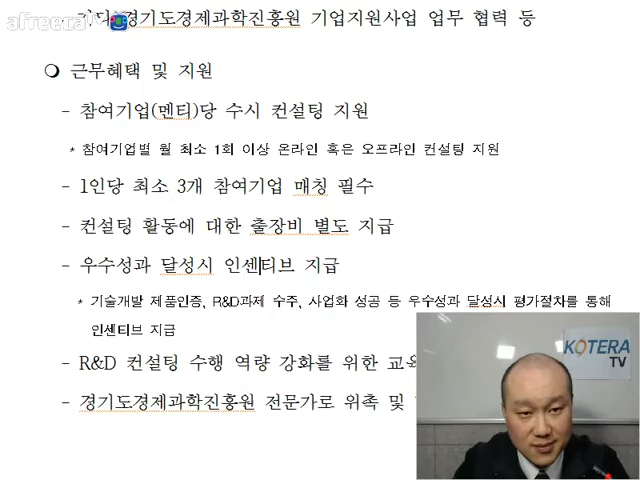 afreeca
- 기타 경기도경제과학진흥원 기업지원사업 업무 협력 등
❍ 근무혜택 및 지원
- 참여기업(멘티)당 수시 컨설팅 지원
* 참여기업별 월 최소 1회 이상 온라인 혹은 오프라인 컨설팅 지원
- 1인당 최소 3개 참여기업 매칭 필수
- 컨설팅 활동에 대한 출장비 별도 지급
- 우수성과 달성시 인센티브 지급
* 기술개발 제품인증, R&D과제 수주, 사업화 성공 등 우수성과 달성시 평가절차를 통해
인센티브 지급
- R&D 컨설팅 수행 역량 강화를 위한 교육
- 경기도경제과학진흥원 전문가로 위촉 및
KOTERA
TV